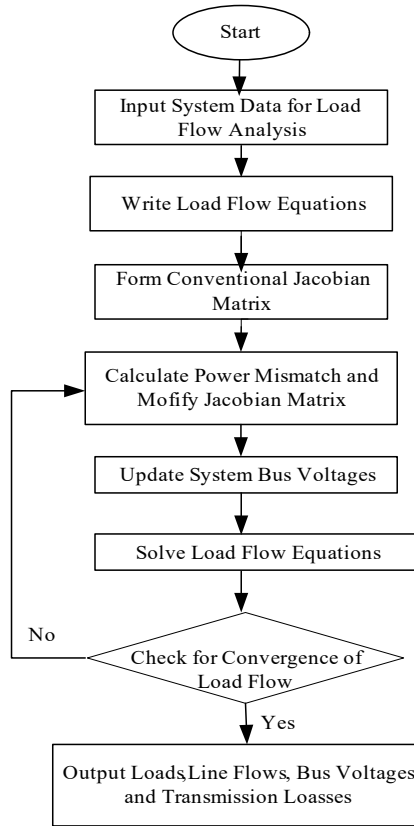 Start
Input System Data for Load
Flow Analysis
Write Load Flow Equations
Form Conventional Jacobian
Matrix
Calculate Power Mismatch and
Mofify Jacobian Matrix
Update System Bus Voltages
Solve Load Flow Equations
No
Check for Convergence of
Load Flow
Yes
Output Loads,Line Flows, Bus Voltages
and Transmission Loasses